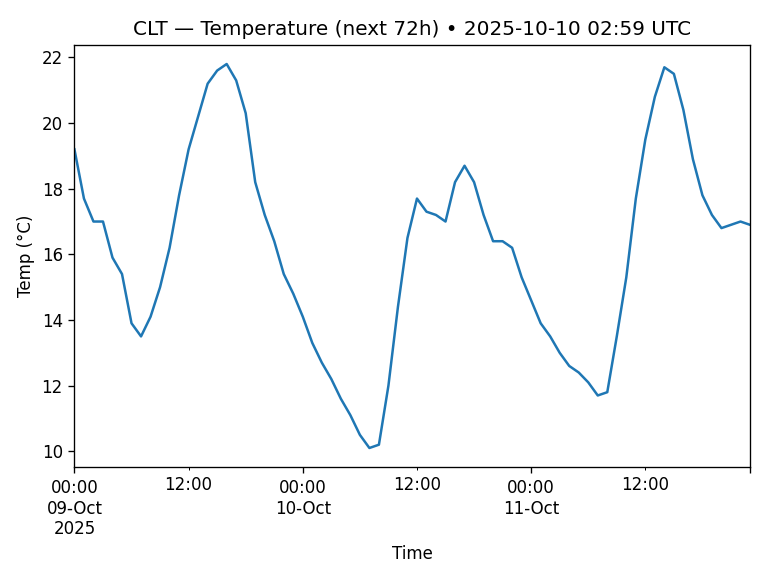 CLT — Temperature (next 72h) • 2025-10-10 02:59 UTC
Temp (°C)
22
20
18
16
14
12
10
00:00 12:00 00:00 12:00 00:00 12:00
09-Oct 10-Oct 11-Oct
2025
Time